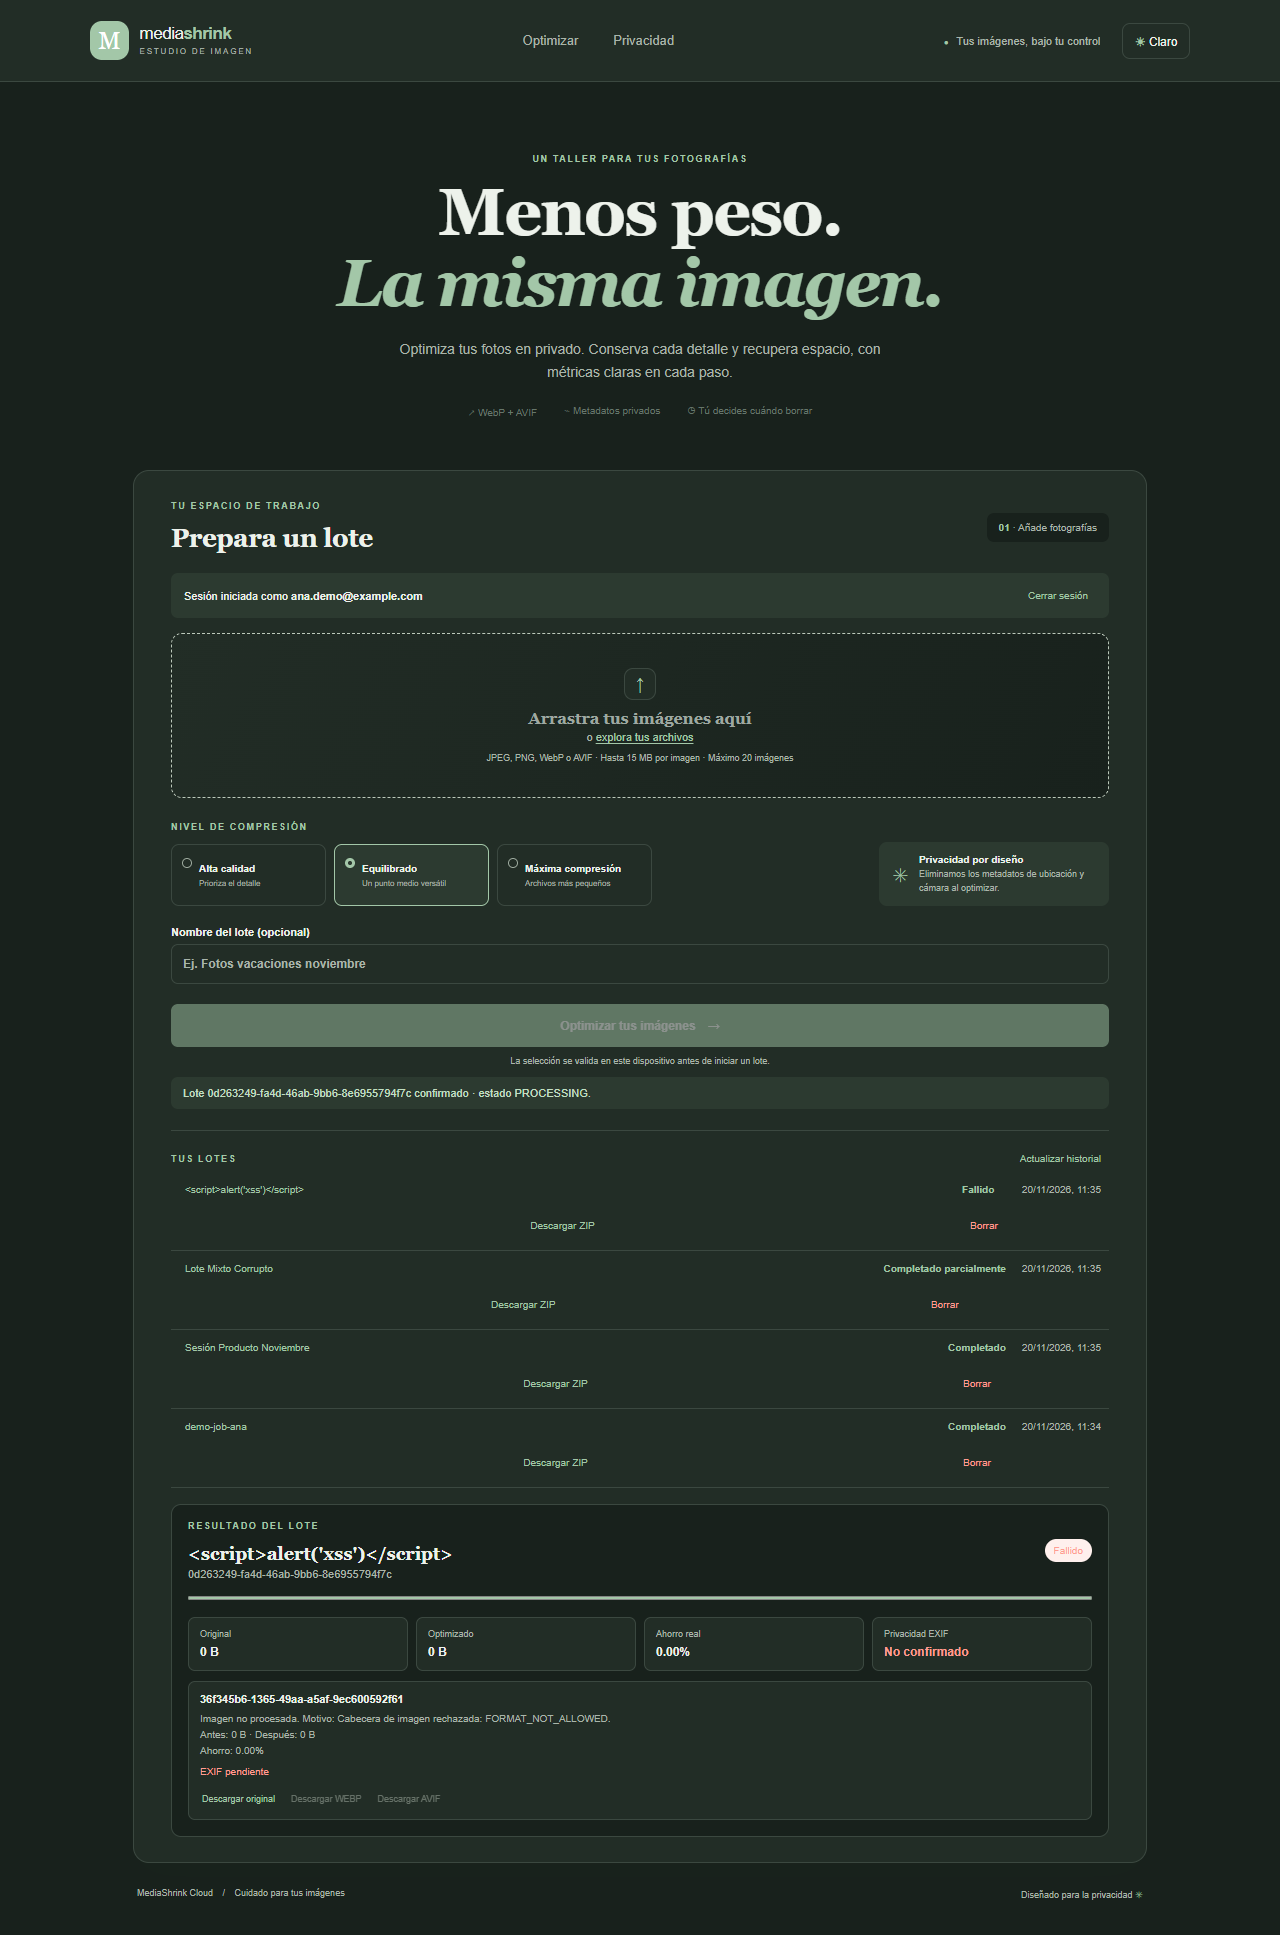 M
mediashrink
ESTUDIO DE IMAGEN
Optimizar
Privacidad
● Tus imágenes, bajo tu control
☀ Claro
UN TALLER PARA TUS FOTOGRAFÍAS
Menos peso.
La misma imagen.
Optimiza tus fotos en privado. Conserva cada detalle y recupera espacio, con
métricas claras en cada paso.
WebP + AVIF
Metadatos privados
Tú decides cuándo borrar
TU ESPACIO DE TRABAJO
Prepara un lote
01 · Añade fotografías
Sesión iniciada como ana.demo@example.com
Cerrar sesión
↑
Arrastra tus imágenes aquí
o explora tus archivos
JPEG, PNG, WebP o AVIF · Hasta 15 MB por imagen · Máximo 20 imágenes
NIVEL DE COMPRESIÓN
Alta calidad
Prioriza el detalle
Equilibrado
Un punto medio versátil
Máxima compresión
Archivos más pequeños
Privacidad por diseño
Eliminamos los metadatos de ubicación y
cámara al optimizar.
Nombre del lote (opcional)
Ej. Fotos vacaciones noviembre
Optimizar tus imágenes →
La selección se valida en este dispositivo antes de iniciar un lote.
Lote 0d263249-fa4d-46ab-9bb6-8e6955794f7c confirmado · estado PROCESSING.
TUS LOTES
Actualizar historial
<script>alert('xss')</script>
Fallido
20/11/2026, 11:35
Descargar ZIP
Borrar
Lote Mixto Corrupto
Completado parcialmente
20/11/2026, 11:35
Descargar ZIP
Borrar
Sesión Producto Noviembre
Completado
20/11/2026, 11:35
Descargar ZIP
Borrar
demo-job-ana
Completado
20/11/2026, 11:34
Descargar ZIP
Borrar
RESULTADO DEL LOTE
<script>alert('xss')</script>
Fallido
0d263249-fa4d-46ab-9bb6-8e6955794f7c
Original
0 B
Optimizado
0 B
Ahorro real
0.00%
Privacidad EXIF
No confirmado
36f345b6-1365-49aa-a5af-9ec600592f61
Imagen no procesada. Motivo: Cabecera de imagen rechazada: FORMAT_NOT_ALLOWED.
Antes: 0 B · Después: 0 B
Ahorro: 0.00%
EXIF pendiente
Descargar original
Descargar WEBP
Descargar AVIF
MediaShrink Cloud / Cuidado para tus imágenes
Diseñado para la privacidad ✳